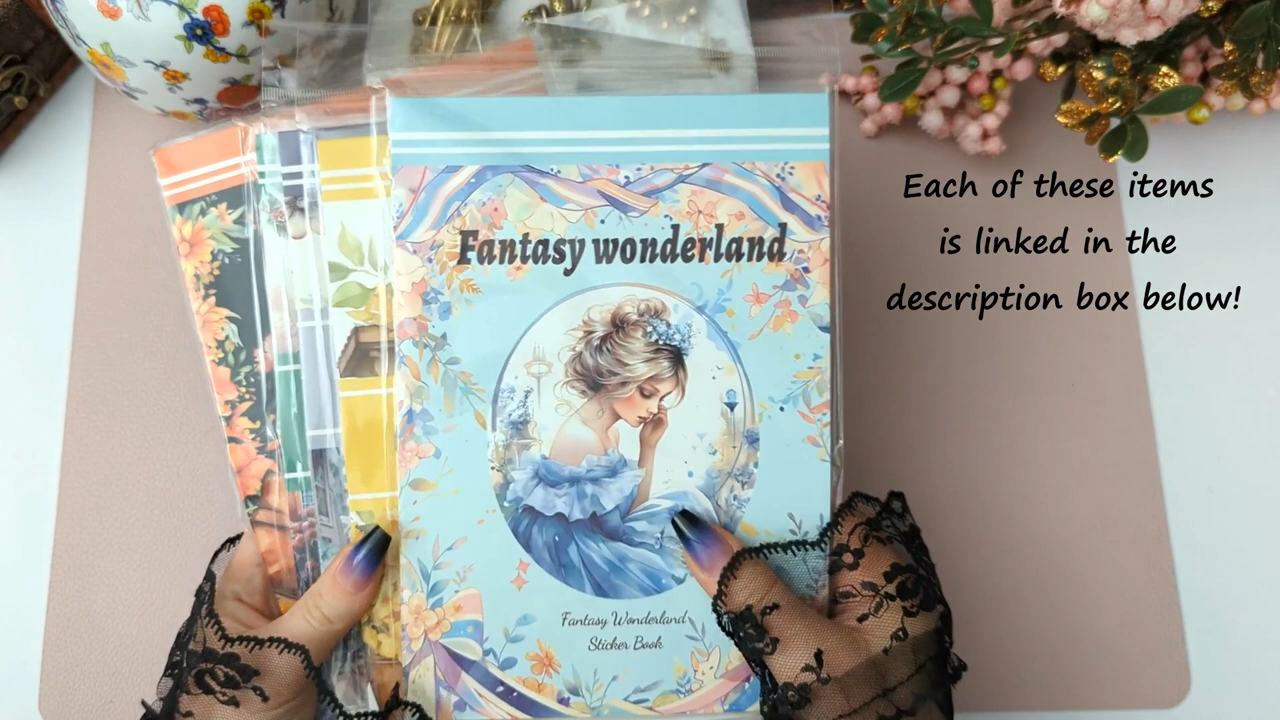 Fantasy wonderland
Fantasy Wonderland
Sticker Book
Each of these items
is linked in the
description box below!